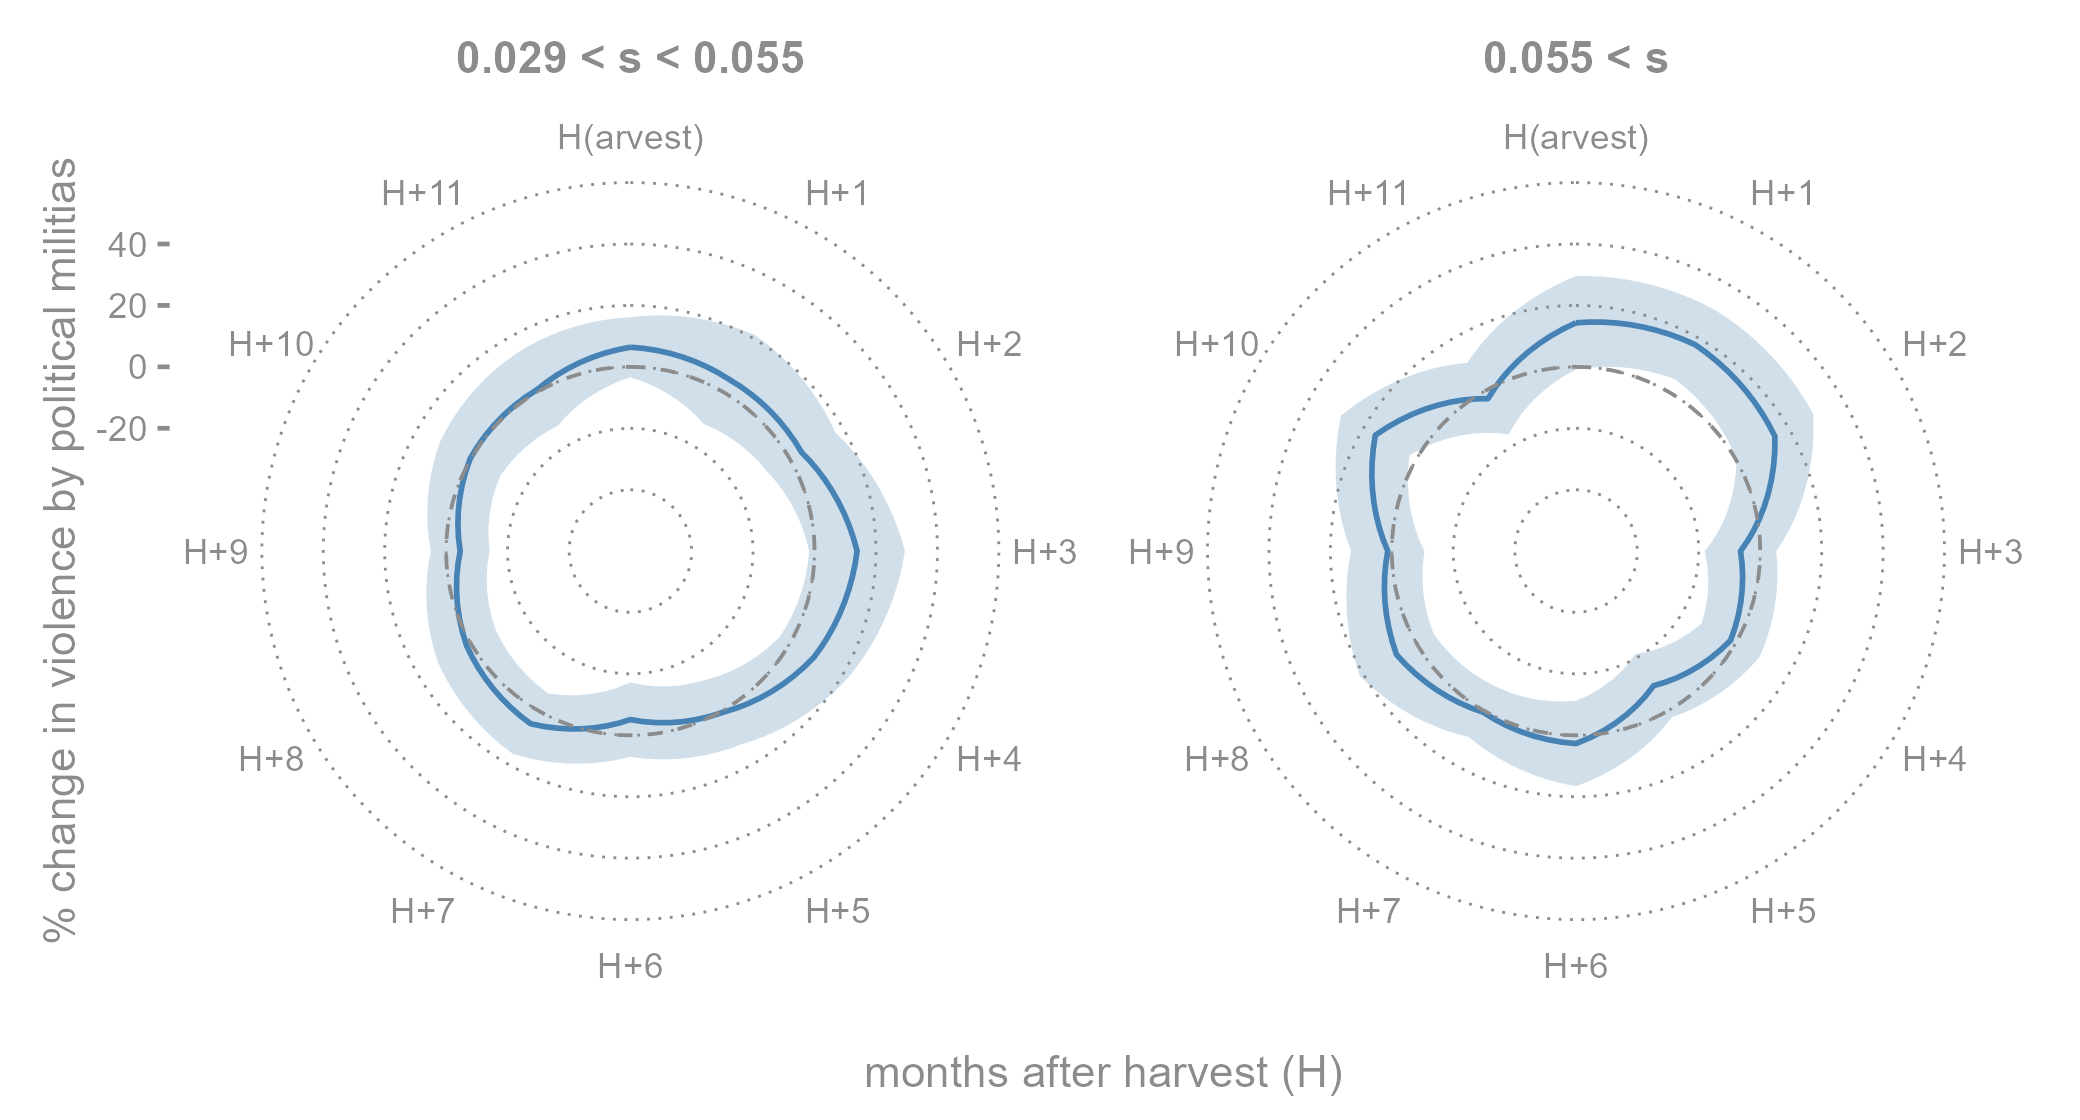 0.029 < s < 0.055
0.055 < s
% change in violence by political militias
40
20
0
-20
H(arvest)
H+1
H+2
H+3
H+4
H+5
H+6
H+7
H+8
H+9
H+10
H+11
H(arvest)
H+1
H+2
H+3
H+4
H+5
H+6
H+7
H+8
H+9
H+10
H+11
months after harvest (H)